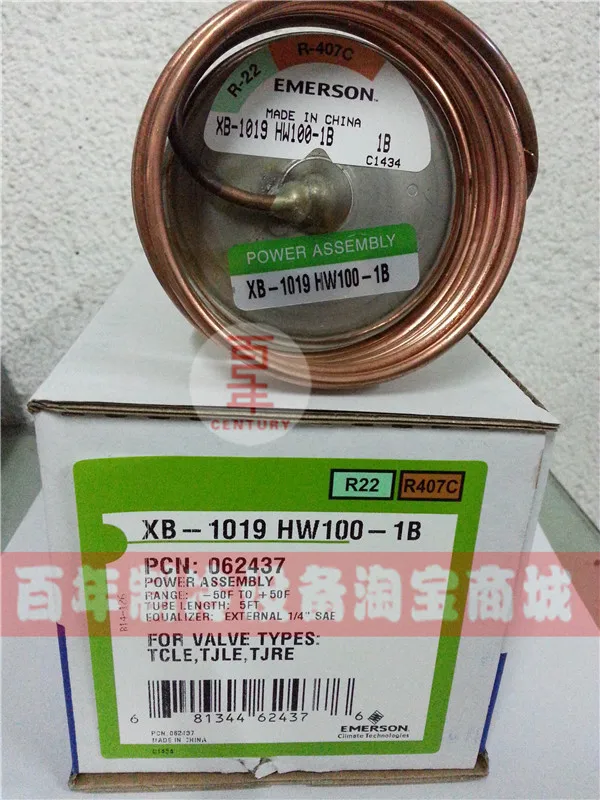 R-22
R-407C
EMERSON™
MADE IN CHINA
XB-1019 HW100-1B 1B
C1434
POWER ASSEMBLY
XB-1019 HW100-1B
百年
CENTURY
R22 R407C
XB-1019 HW100-1B
PCN: 062437
POWER ASSEMBLY
RANGE: -50F TO +50F
TUBE LENGTH: 5FT
EQUALIZER: EXTERNAL 1/4" SAE
百年 设备淘宝商城
FOR VALVE TYPES:
TCLE,TJLE,TJRE
6 81344 62437 6
EMERSON
Climate Technologies
PCN:062437
MADE IN CHINA
C1434